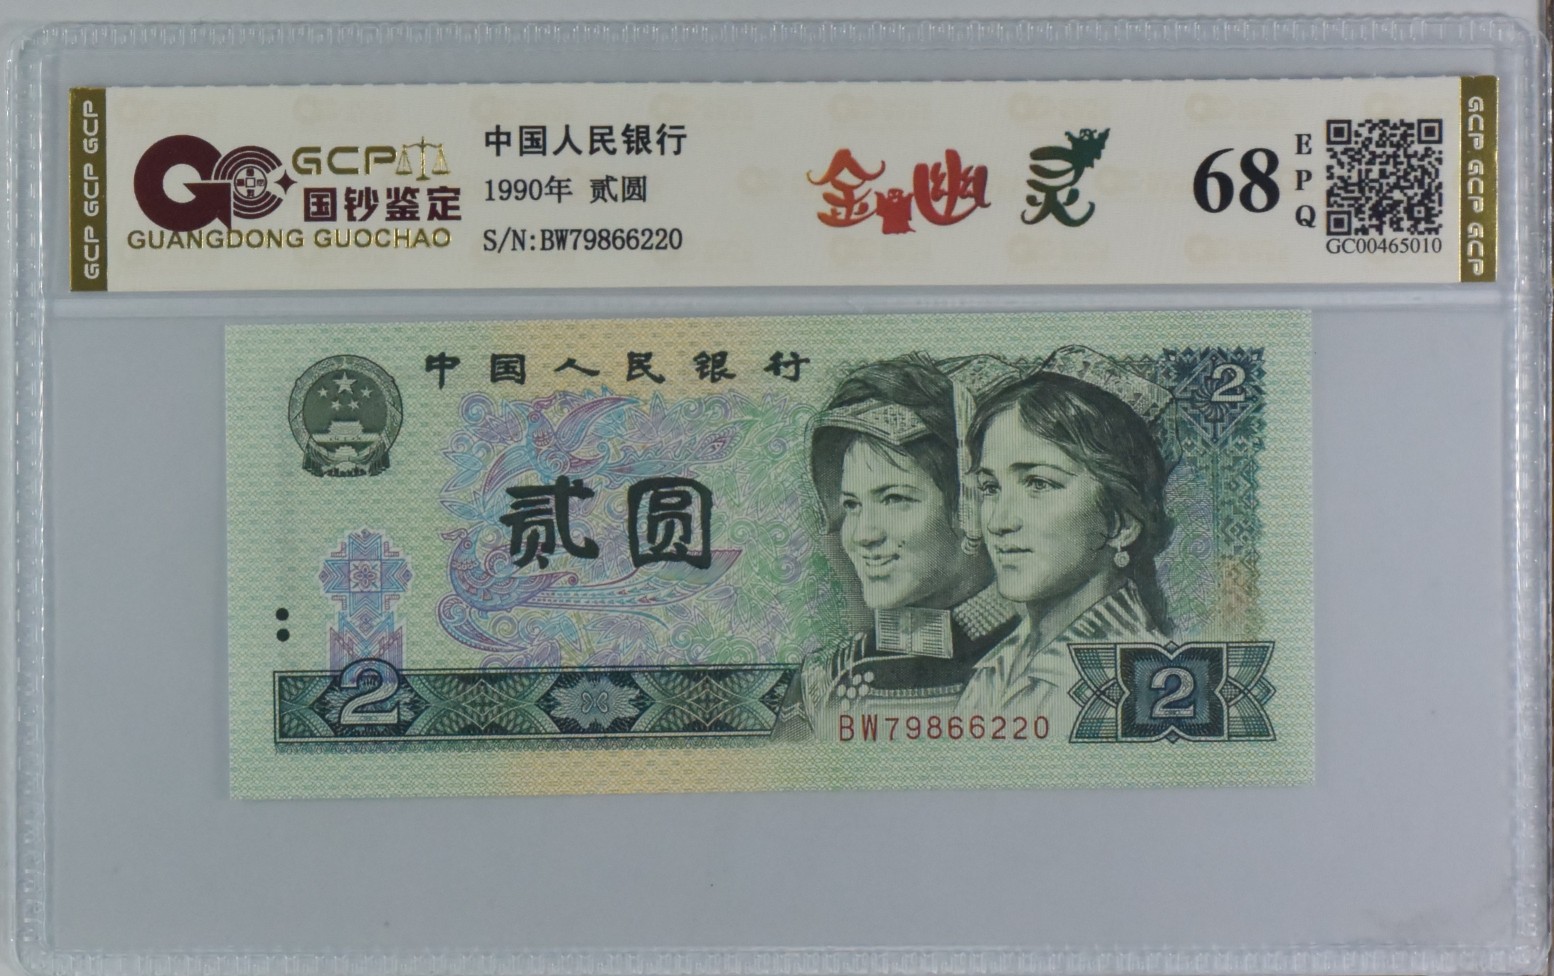 GCP GCP GCP
GCP
国钞鉴定
GUANGDONG GUOCHAO
中国人民银行
1990年 贰圆
S/N:BW79866220
金幽灵
68
EPQ
GC00465010
GCP GCP GCP
中国人民银行
2
贰圆
2
BW79866220
2